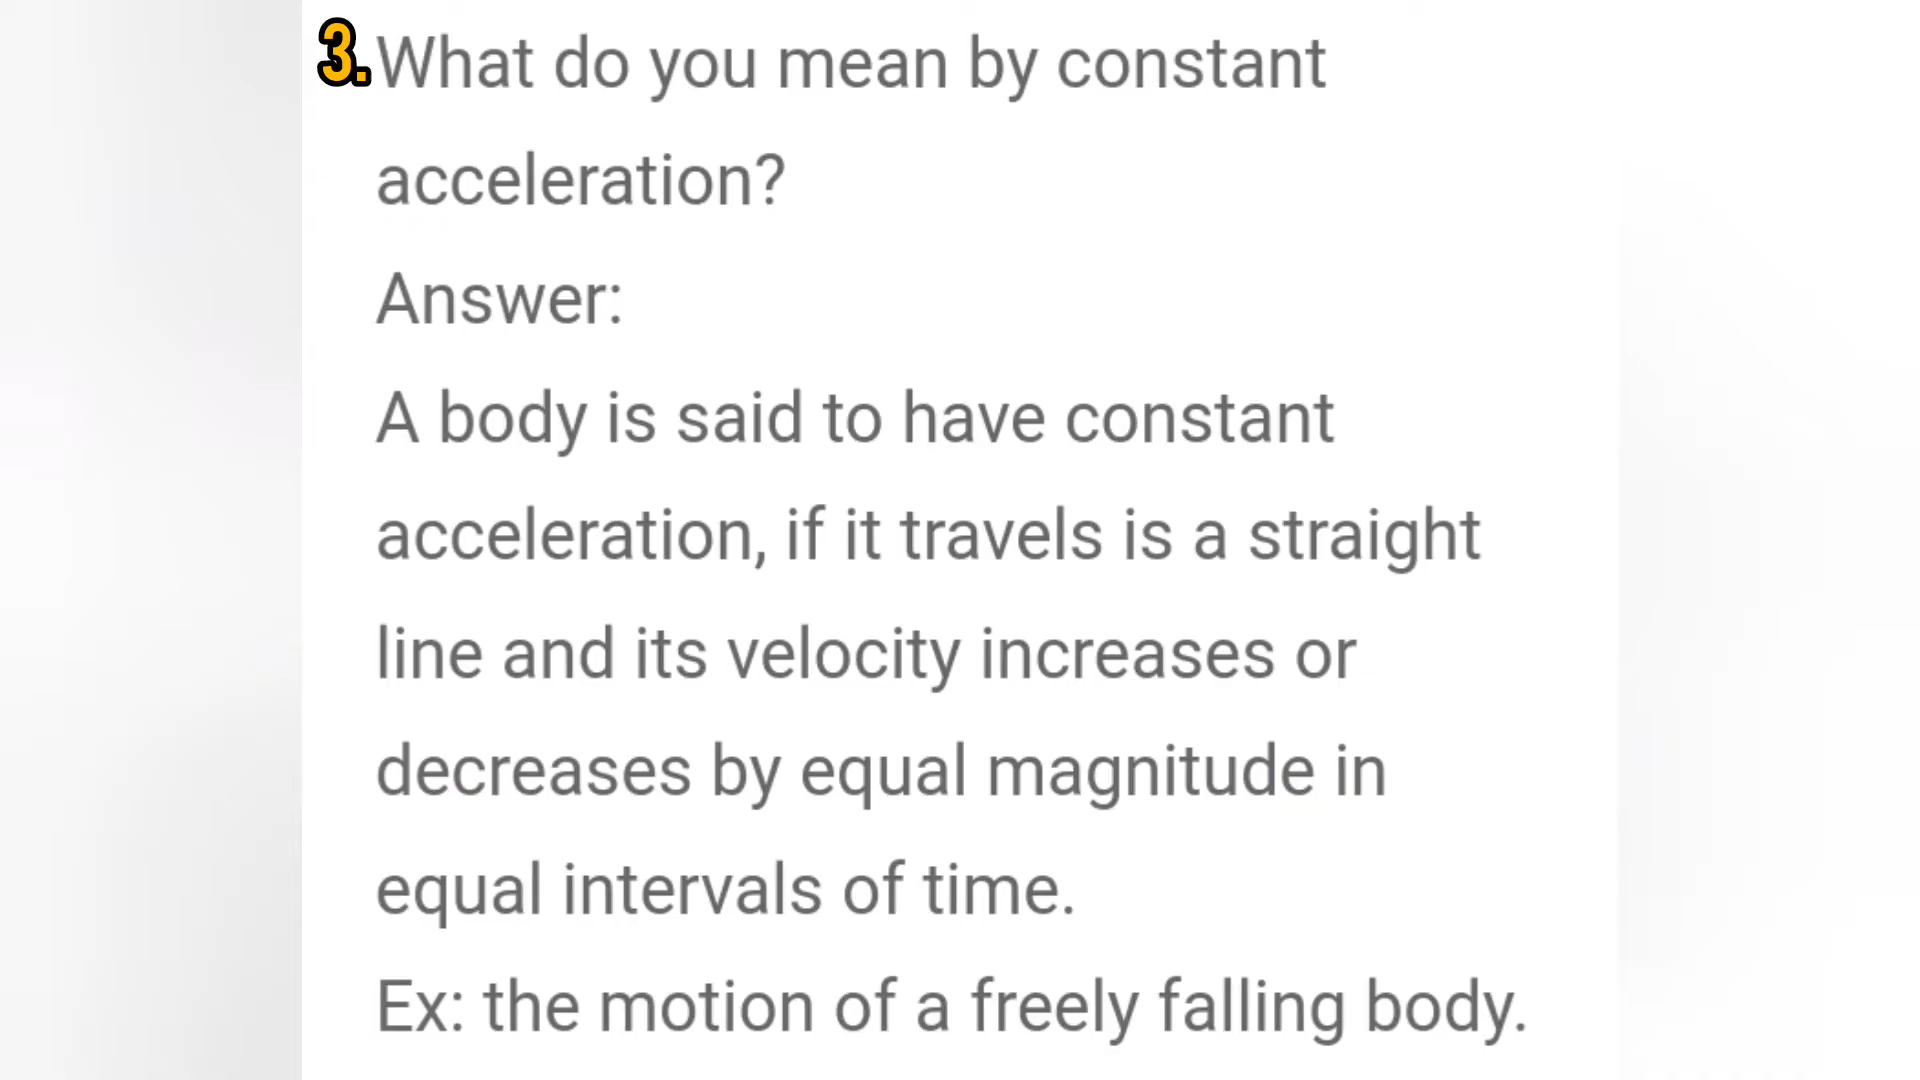 3. What do you mean by constant
acceleration?
Answer:
A body is said to have constant
acceleration, if it travels is a straight
line and its velocity increases or
decreases by equal magnitude in
equal intervals of time.
Ex: the motion of a freely falling body.